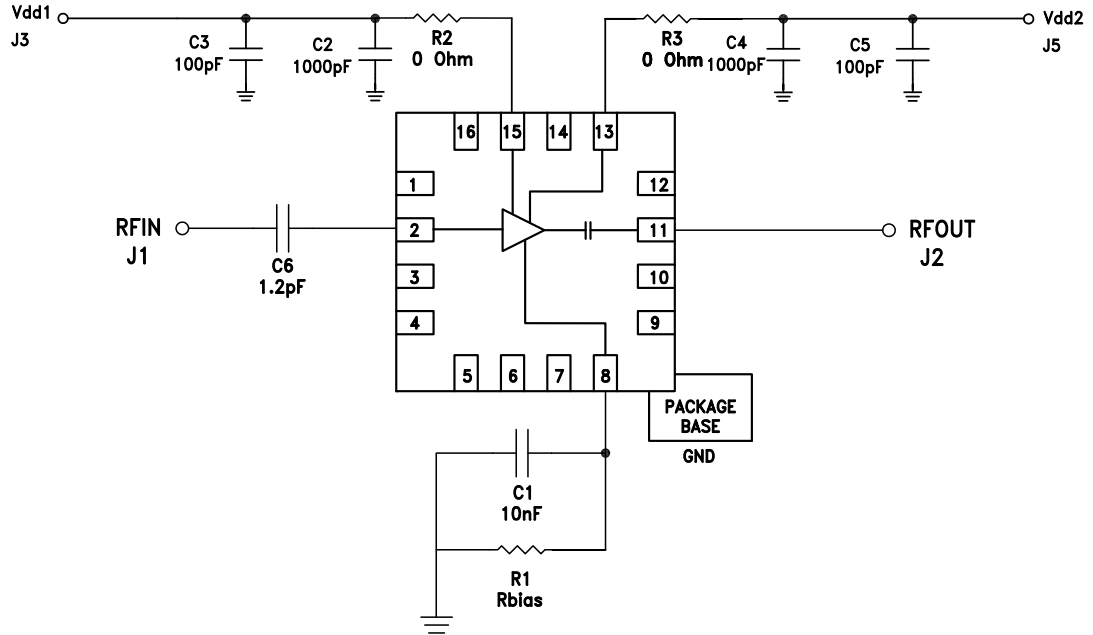 Vdd1
J3
C3
100pF
C2
1000pF
R2
0 Ohm
R3
0 Ohm
C4
1000pF
C5
100pF
Vdd2
J5
16
15
14
13
1
2
3
4
12
11
10
9
5
6
7
8
RFIN
J1
C6
1.2pF
RFOUT
J2
PACKAGE
BASE
GND
C1
10nF
R1
Rbias